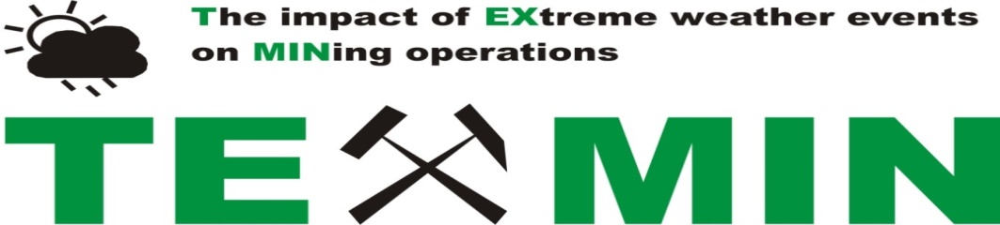 The impact of EXtreme weather events
on MINing operations
TEXMIN